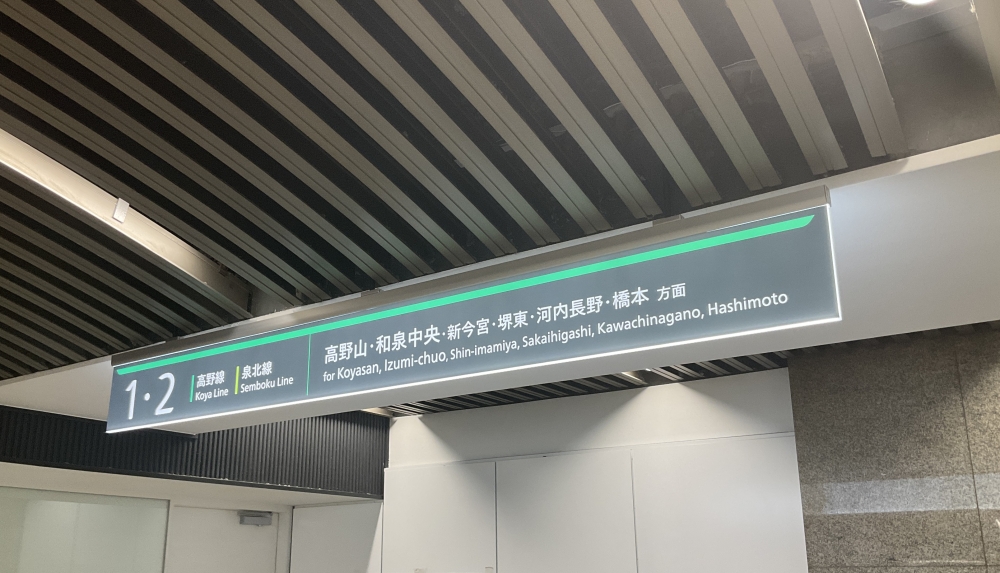 1・2
高野線
Koya Line
泉北線
Semboku Line
高野山・和泉中央・新今宮・堺東・河内長野・橋本 方面
for Koyasan, Izumi-chuo, Shin-imamiya, Sakaihigashi, Kawachinagano, Hashimoto